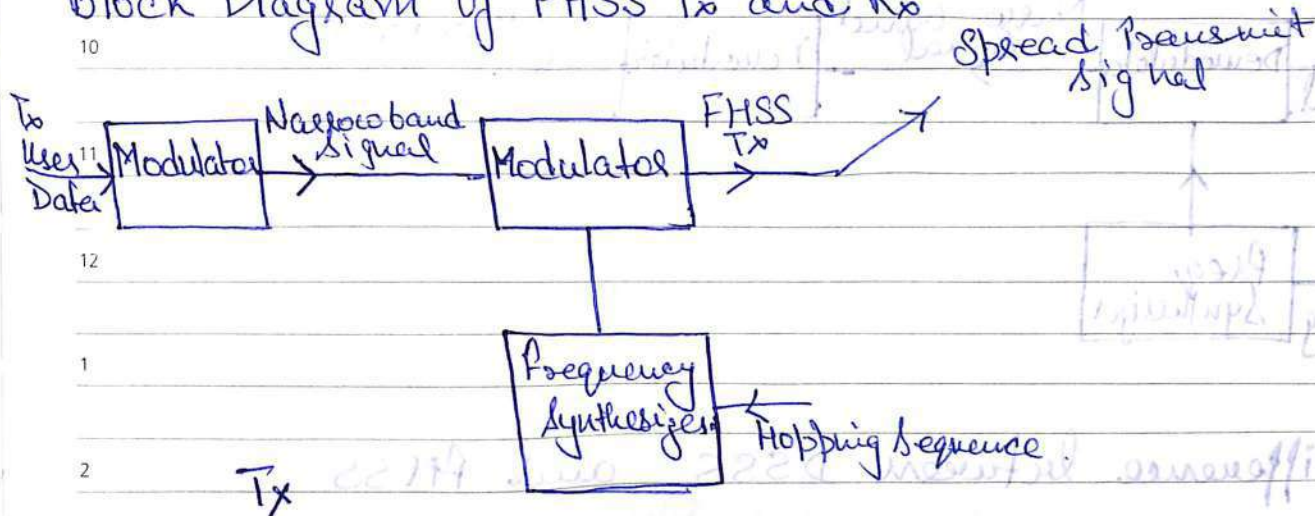 Block Diagram of FHSS Tx and Rx
10
Spread Transmit
signal
Tx
User
Data
11
Modulator
Narrowband
signal
Modulator
FHSS
Tx
12
1
Frequency
Synthesizer
Hopping Sequence.
2
Tx